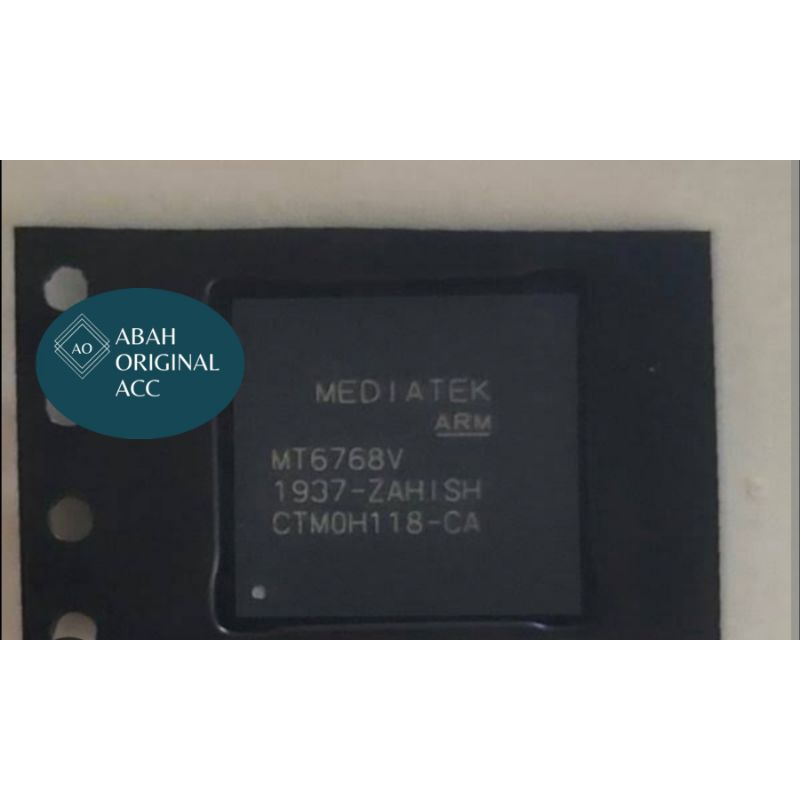 AO
ABAH
ORIGINAL
ACC
MEDIATEK
ARM
MT6768V
1937-ZAHISH
CTM0H118-CA